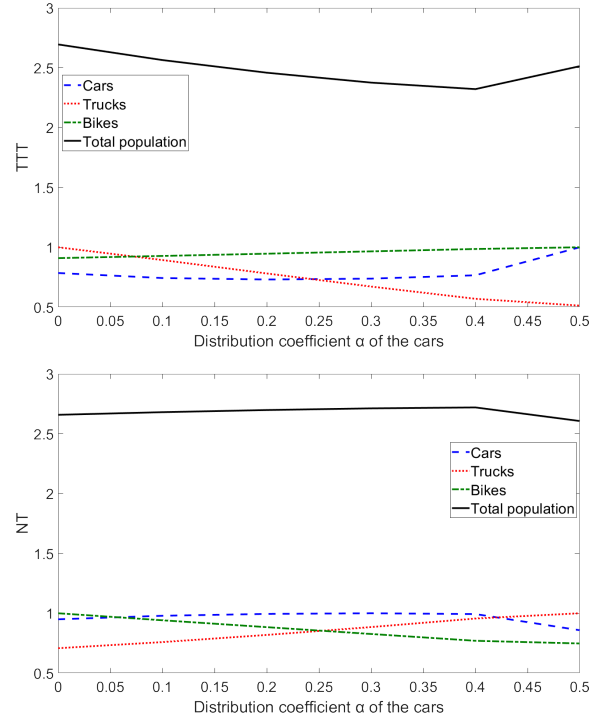 3
2.5
2
1.5
1
0.5
TTT
Cars
Trucks
Bikes
Total population
0 0.05 0.1 0.15 0.2 0.25 0.3 0.35 0.4 0.45 0.5
Distribution coefficient α of the cars
3
2.5
2
1.5
1
0.5
NT
Cars
Trucks
Bikes
Total population
0 0.05 0.1 0.15 0.2 0.25 0.3 0.35 0.4 0.45 0.5
Distribution coefficient α of the cars